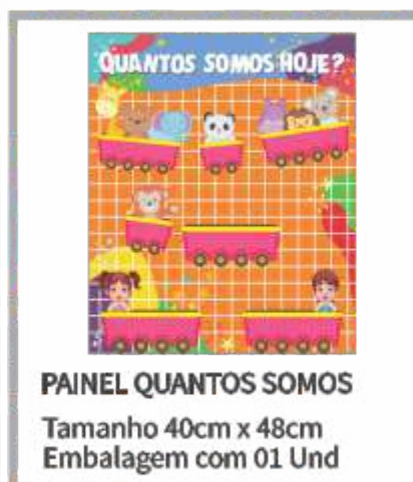 QUANTOS SOMOS HOJE?
PAINEL QUANTOS SOMOS
Tamanho 40cm x 48cm
Embalagem com 01 Und